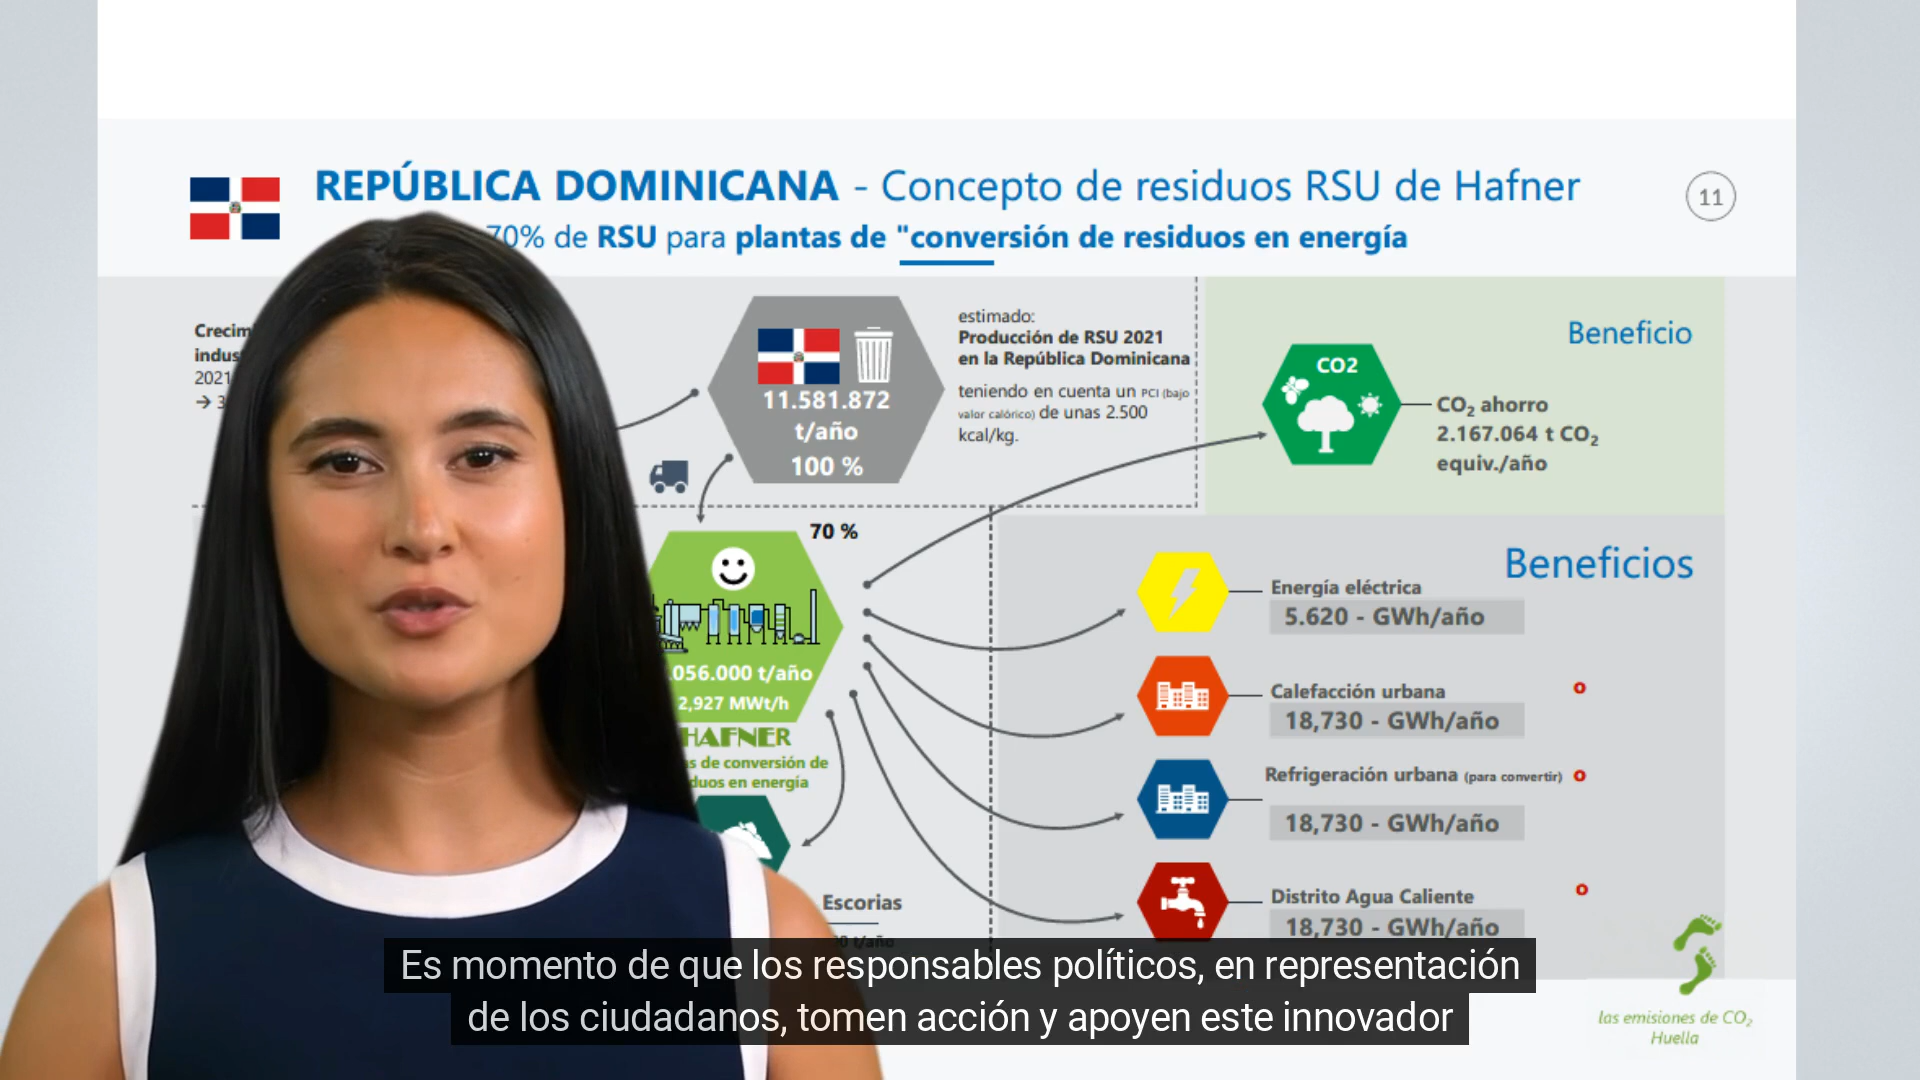 REPÚBLICA DOMINICANA - Concepto de residuos RSU de Hafner
11
70% de RSU para plantas de "conversión de residuos en energía
2021
11.581.872
t/año
100 %
estimado:
Producción de RSU 2021
en la República Dominicana
teniendo en cuenta un PCI (bajo
valor calórico) de unas 2.500
kcal/kg.
Beneficio
CO2
CO₂ ahorro
2.167.064 t CO₂
equiv./año
70 %
056.000 t/año
2,927 MWt/h
HAFNER
de conversión de
en energía
Escorias
t/año
Beneficios
Energía eléctrica
5.620 - GWh/año
Calefacción urbana
18,730 - GWh/año
Refrigeración urbana (para convertir)
18,730 - GWh/año
Distrito Agua Caliente
18,730 - GWh/año
las emisiones de CO₂
Huella
Es momento de que los responsables políticos, en representación
de los ciudadanos, tomen acción y apoyen este innovador